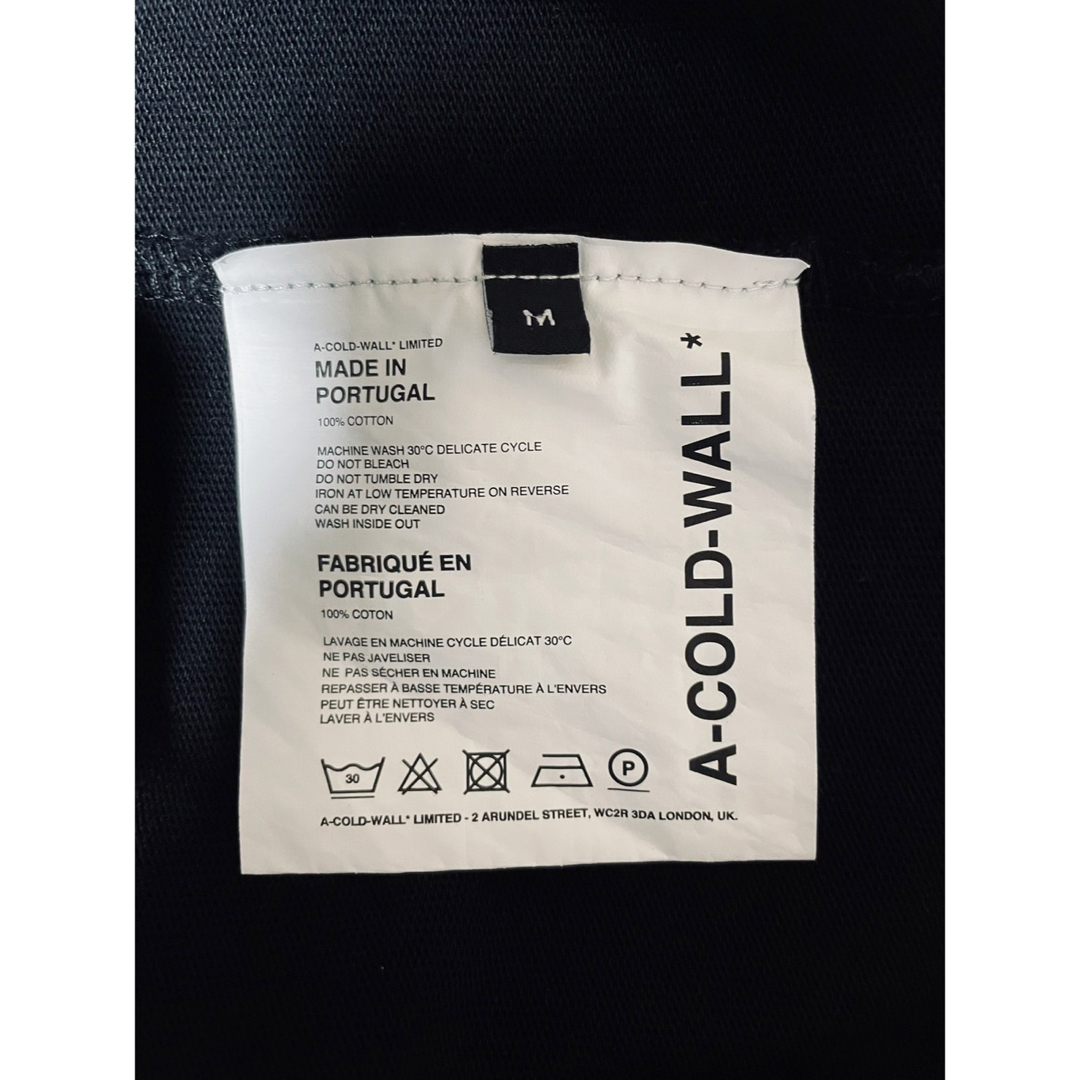 M
A-COLD-WALL* LIMITED
MADE IN
PORTUGAL
100% COTTON
MACHINE WASH 30°C DELICATE CYCLE
DO NOT BLEACH
DO NOT TUMBLE DRY
IRON AT LOW TEMPERATURE ON REVERSE
CAN BE DRY CLEANED
WASH INSIDE OUT
FABRIQUÉ EN
PORTUGAL
100% COTON
LAVAGE EN MACHINE CYCLE DÉLICAT 30°C
NE PAS JAVELISER
NE PAS SÉCHER EN MACHINE
REPASSER À BASSE TEMPÉRATURE À L'ENVERS
PEUT ÊTRE NETTOYER À SEC
LAVER À L'ENVERS
30
P
A-COLD-WALL* LIMITED - 2 ARUNDEL STREET, WC2R 3DA LONDON, UK.
A-COLD-WALL*